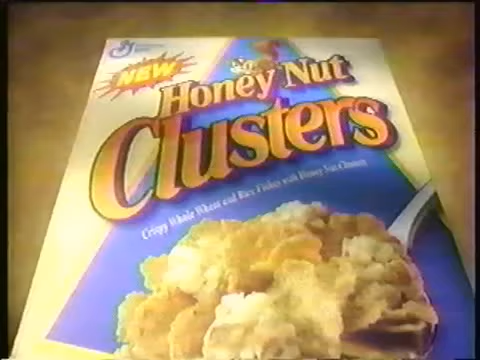 NEW
Honey Nut
Clusters
Crispy Whole Wheat and Rice Flakes with Honey Nut Clusters